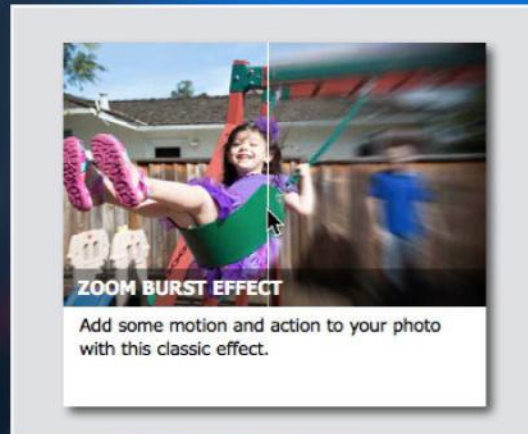 ZOOM BURST EFFECT
Add some motion and action to your photo
with this classic effect.